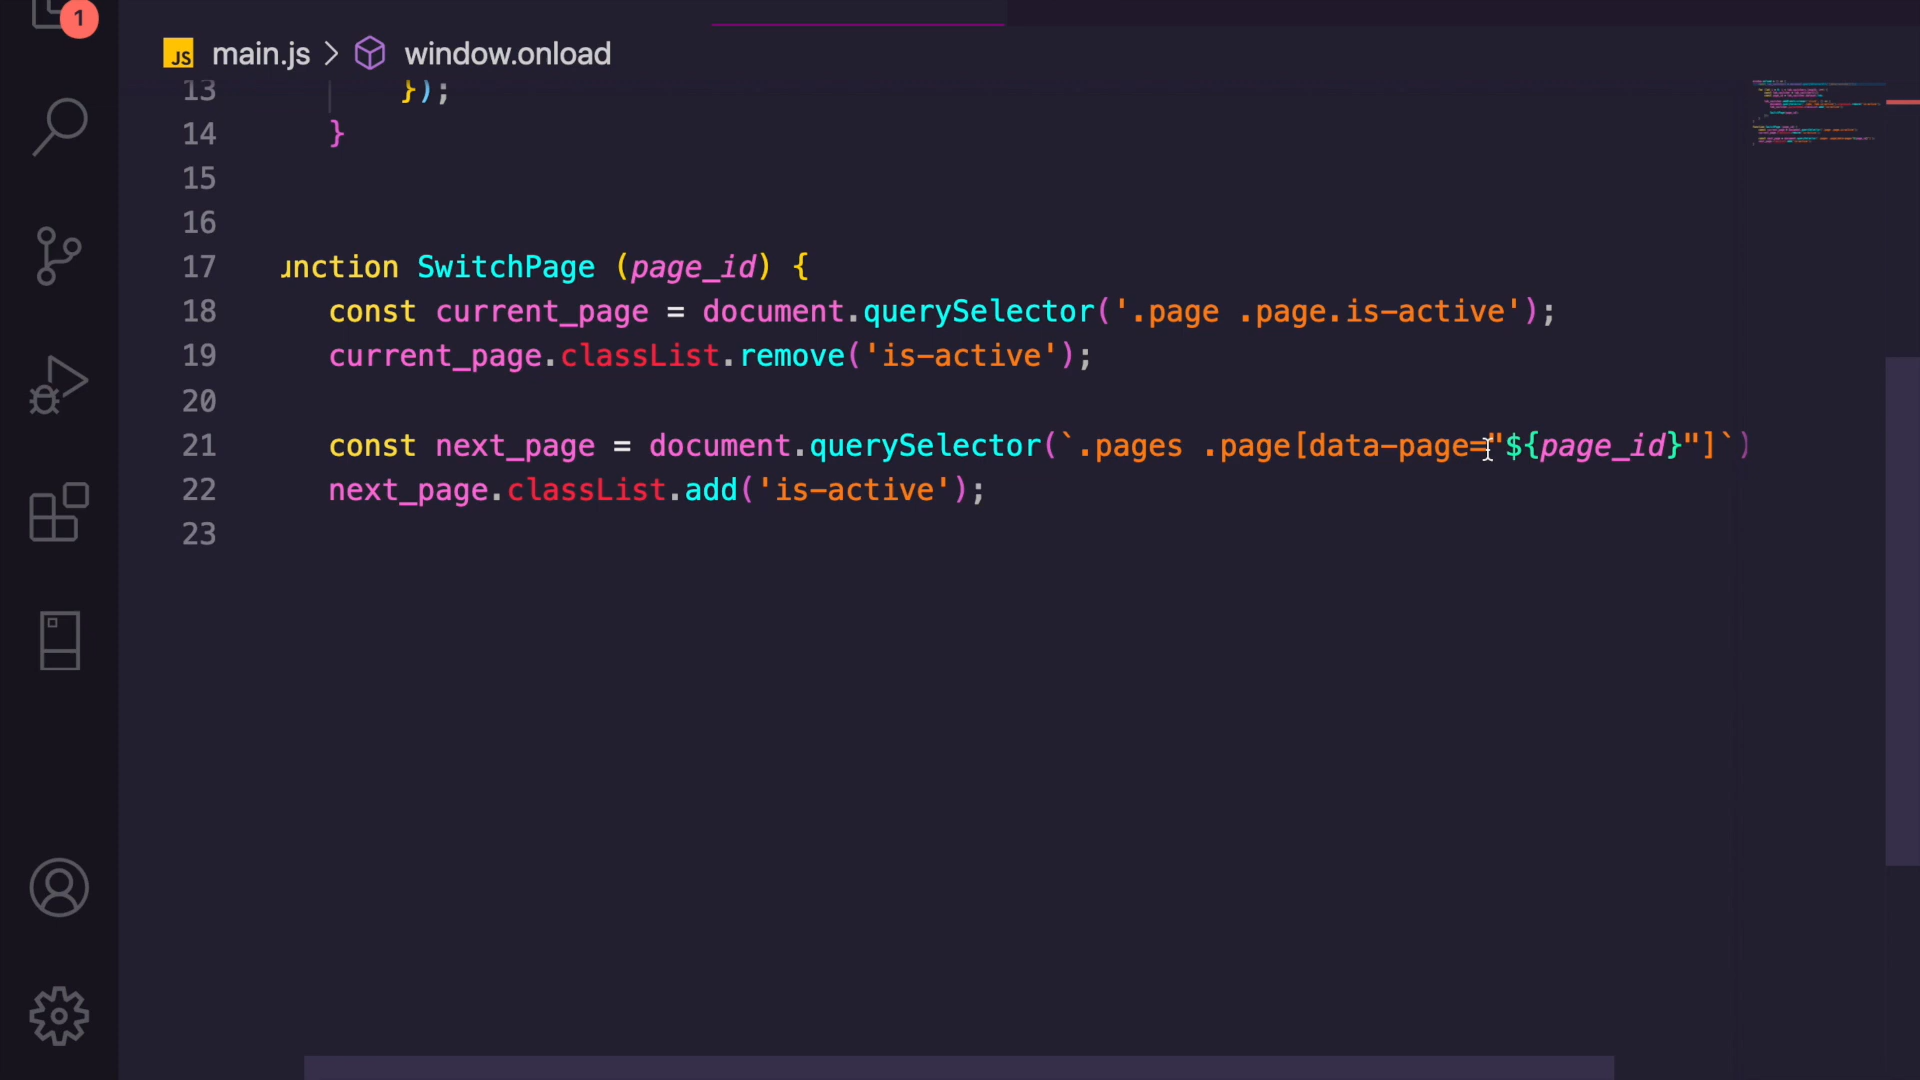 1
JS main.js > window.onload
13 });
14 }
15
16
17 unction SwitchPage (page_id) {
18 const current_page = document.querySelector('.page .page.is-active');
19 current_page.classList.remove('is-active');
20
21 const next_page = document.querySelector(`.pages .page[data-page="${page_id}"]`)
22 next_page.classList.add('is-active');
23